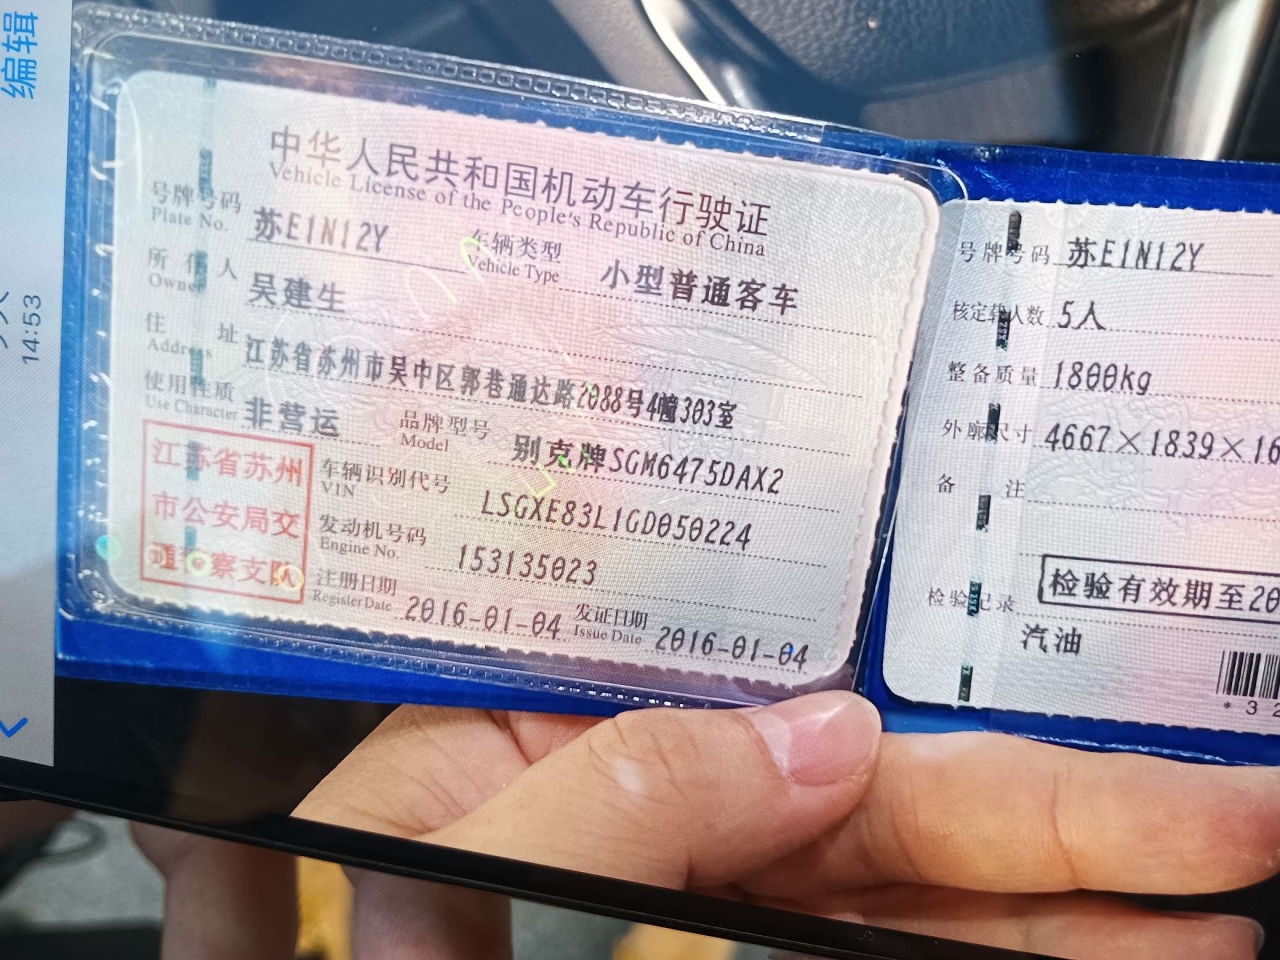 编辑
14:53
中华人民共和国机动车行驶证
Vehicle License of the People's Republic of China
号牌号码 苏E1N12Y 车辆类型 小型普通客车
Plate No. Vehicle Type
所有人 吴建生
Owner
住址 江苏省苏州市吴中区郭巷通达路2088号4幢303室
Address
使用性质 非营运 品牌型号 别克牌SGM6475DAX2
Use Character Model
江苏省苏州
市公安局交
通警察支队
车辆识别代号 LSGXE83L1GD050224
VIN
发动机号码 153135023
Engine No.
注册日期 2016-01-04 发证日期 2016-01-04
Register Date Issue Date
号牌号码 苏E1N12Y
核定载人数 5人
整备质量 1800kg
外廓尺寸 4667×1839×16
备注
检验记录 检验有效期至20
汽油
*32